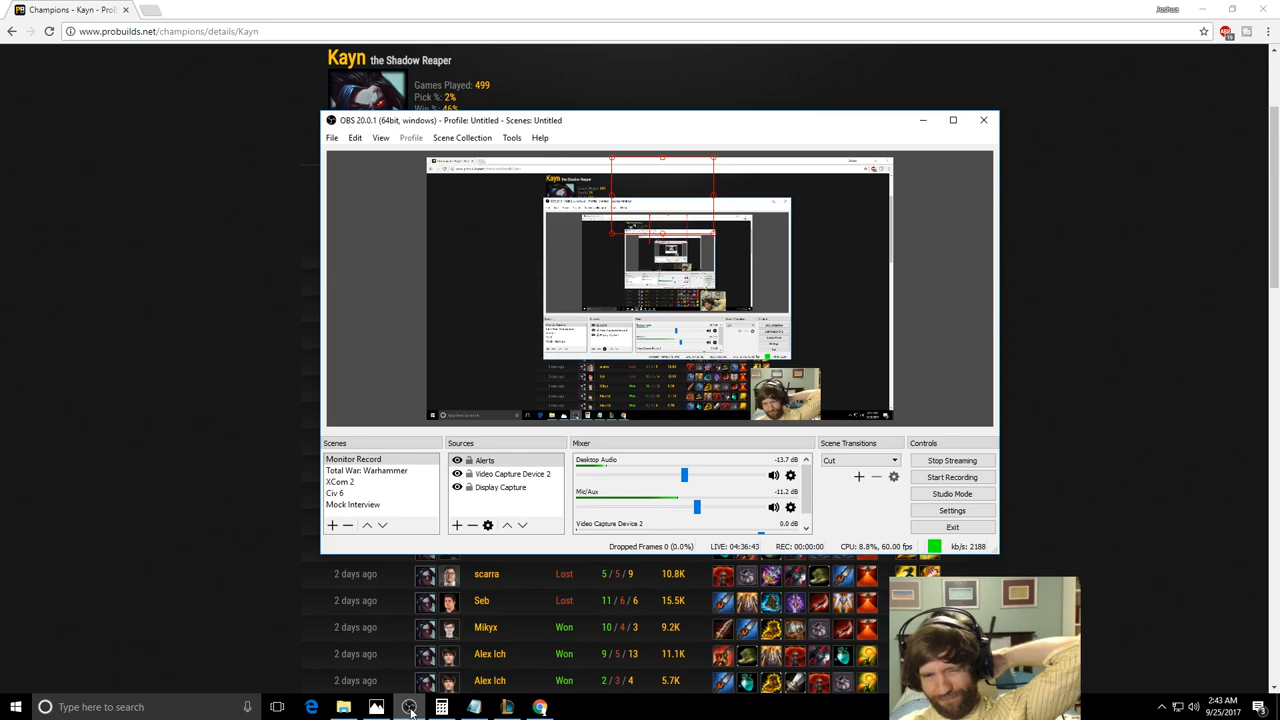 Champions - Kayn - Pro
Joshua
www.probuilds.net/champions/details/Kayn
Kayn the Shadow Reaper
Games Played: 499
Pick %: 2%
Win %: 46%
OBS 20.0.1 (64bit, windows) - Profile: Untitled - Scenes: Untitled
File Edit View Profile Scene Collection Tools Help
Scenes
Monitor Record
Total War: Warhammer
XCom 2
Civ 6
Mock Interview
Sources
Alerts
Video Capture Device 2
Display Capture
Mixer
Desktop Audio -13.7 dB
Mic/Aux -11.2 dB
Video Capture Device 2 0.0 dB
Scene Transitions
Cut
Controls
Stop Streaming
Start Recording
Studio Mode
Settings
Exit
Dropped Frames 0 (0.0%) LIVE: 04:36:43 REC: 00:00:00 CPU: 8.8%, 60.00 fps kb/s: 2188
2 days ago scarra Lost 5 / 5 / 9 10.8K
2 days ago Seb Lost 11 / 6 / 6 15.5K
2 days ago Mikyx Won 10 / 4 / 3 9.2K
2 days ago Alex Ich Won 9 / 5 / 13 11.1K
2 days ago Alex Ich Won 2 / 3 / 4 5.7K
Type here to search
2:43 AM
9/25/2017